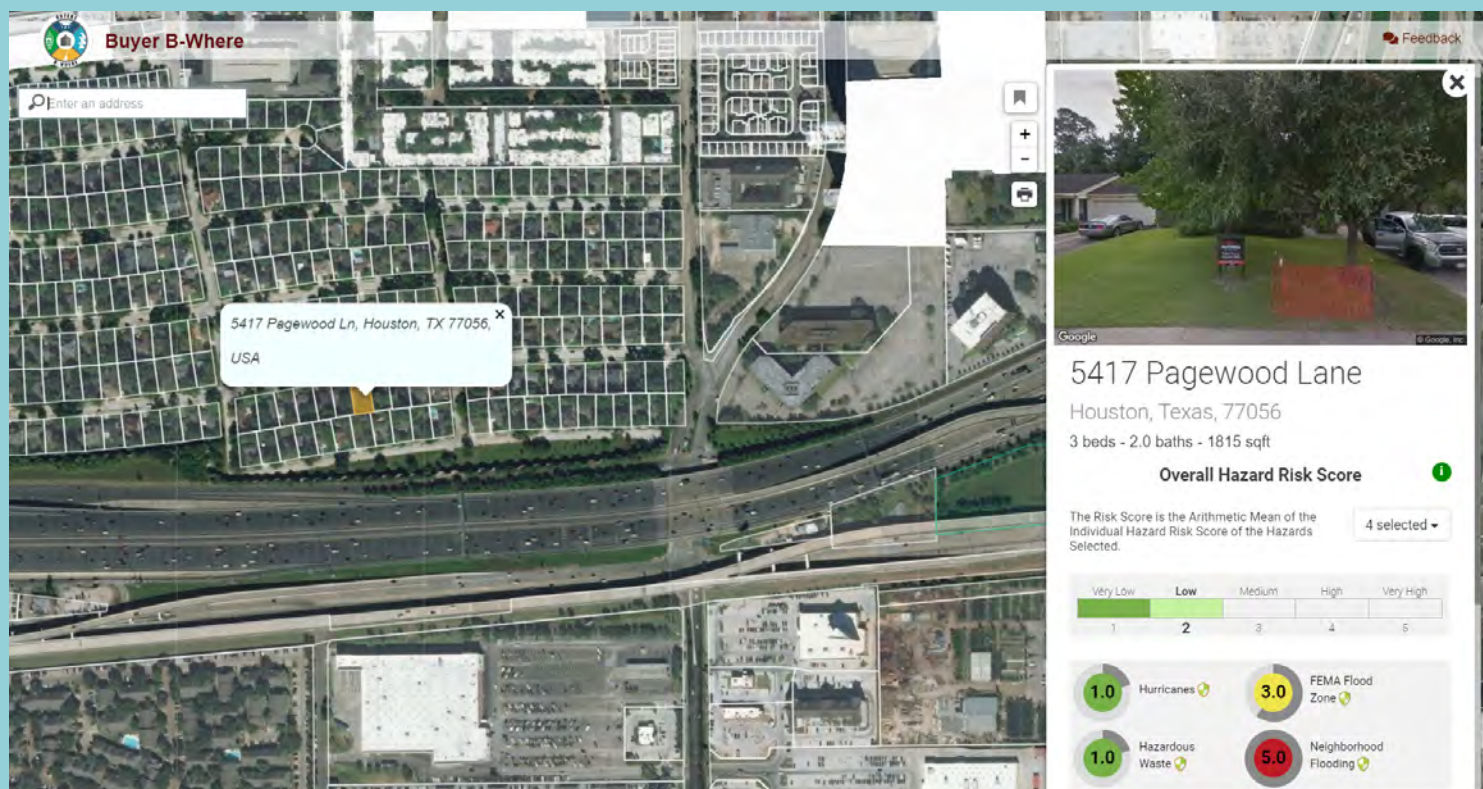 Buyer B-Where
Feedback
Enter an address
+
-
5417 Pagewood Ln, Houston, TX 77056,
USA
Google
© Google, Inc
5417 Pagewood Lane
Houston, Texas, 77056
3 beds - 2.0 baths - 1815 sqft
Overall Hazard Risk Score
The Risk Score is the Arithmetic Mean of the
Individual Hazard Risk Score of the Hazards
Selected.
4 selected
Very Low Low Medium High Very High
1 2 3 4 5
1.0 Hurricanes
3.0 FEMA Flood
Zone
1.0 Hazardous
Waste
5.0 Neighborhood
Flooding